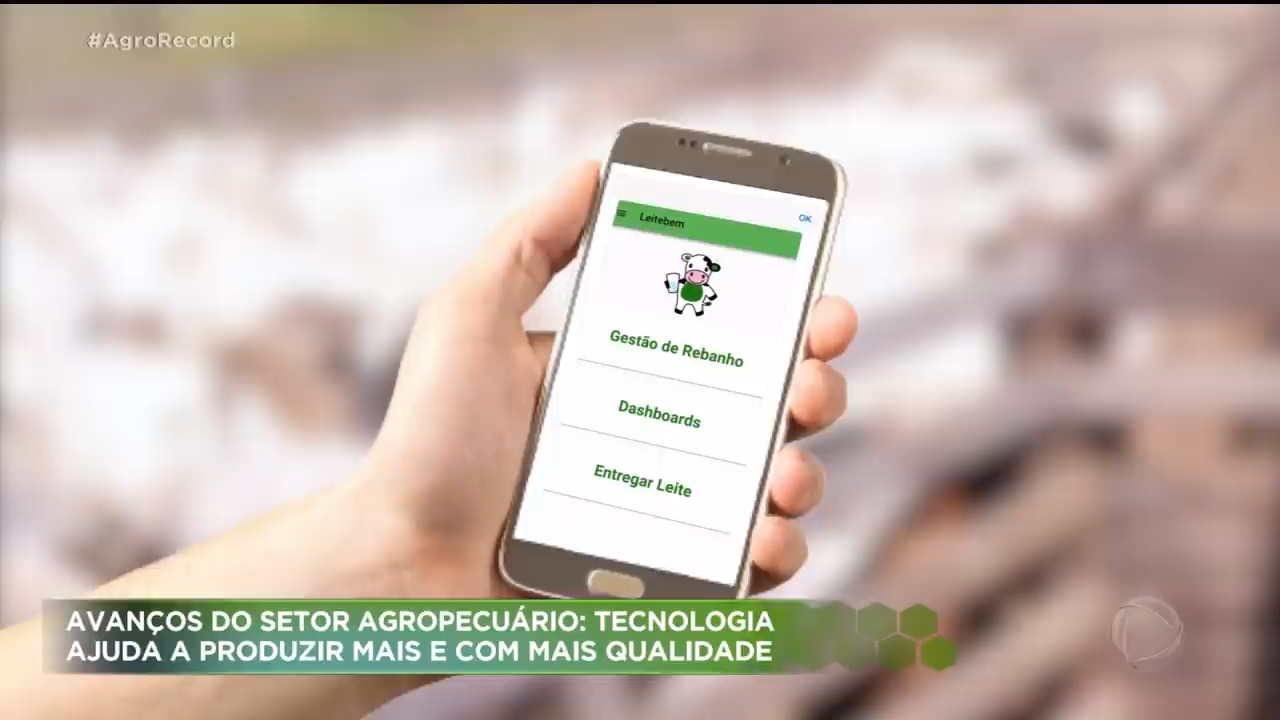 #AgroRecord
OK
Leitebem
Gestão de Rebanho
Dashboards
Entregar Leite
AVANÇOS DO SETOR AGROPECUÁRIO: TECNOLOGIA
AJUDA A PRODUZIR MAIS E COM MAIS QUALIDADE